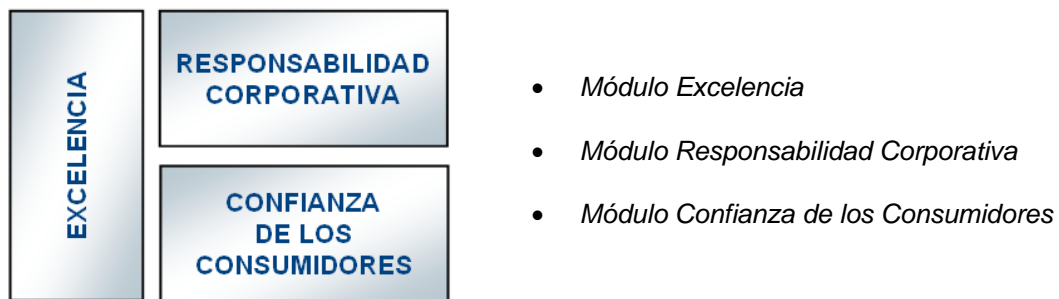 EXCELENCIA
RESPONSABILIDAD
CORPORATIVA
CONFIANZA
DE LOS
CONSUMIDORES
• Módulo Excelencia
• Módulo Responsabilidad Corporativa
• Módulo Confianza de los Consumidores